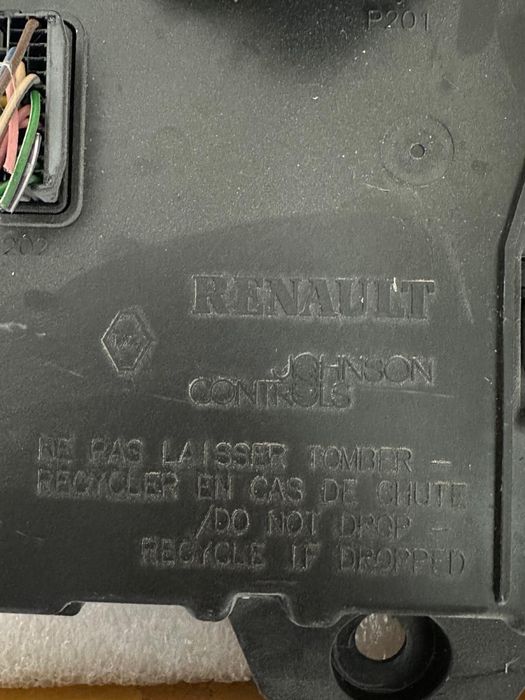 P201
202
RENAULT
JOHNSON
CONTROLS
NE PAS LAISSER TOMBER -
RECYCLER EN CAS DE CHUTE
/DO NOT DROP -
RECYCLE IF DROPPED